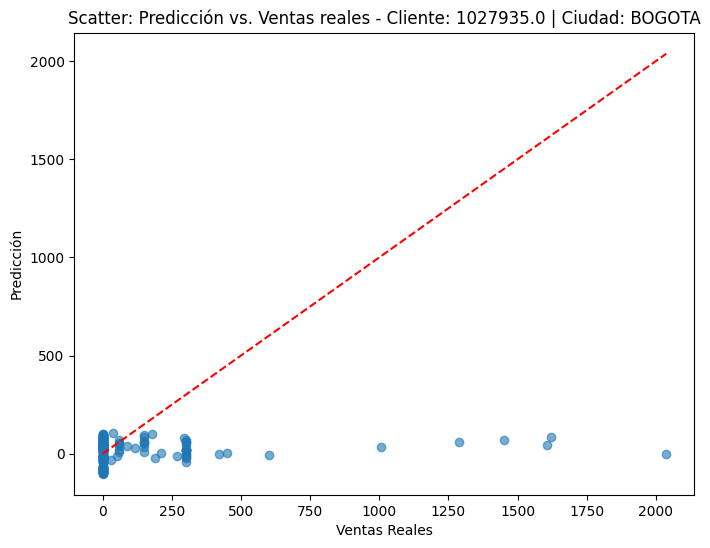 Scatter: Predicción vs. Ventas reales - Cliente: 1027935.0 | Ciudad: BOGOTA
2000
1500
1000
500
0
Predicción
0 250 500 750 1000 1250 1500 1750 2000
Ventas Reales